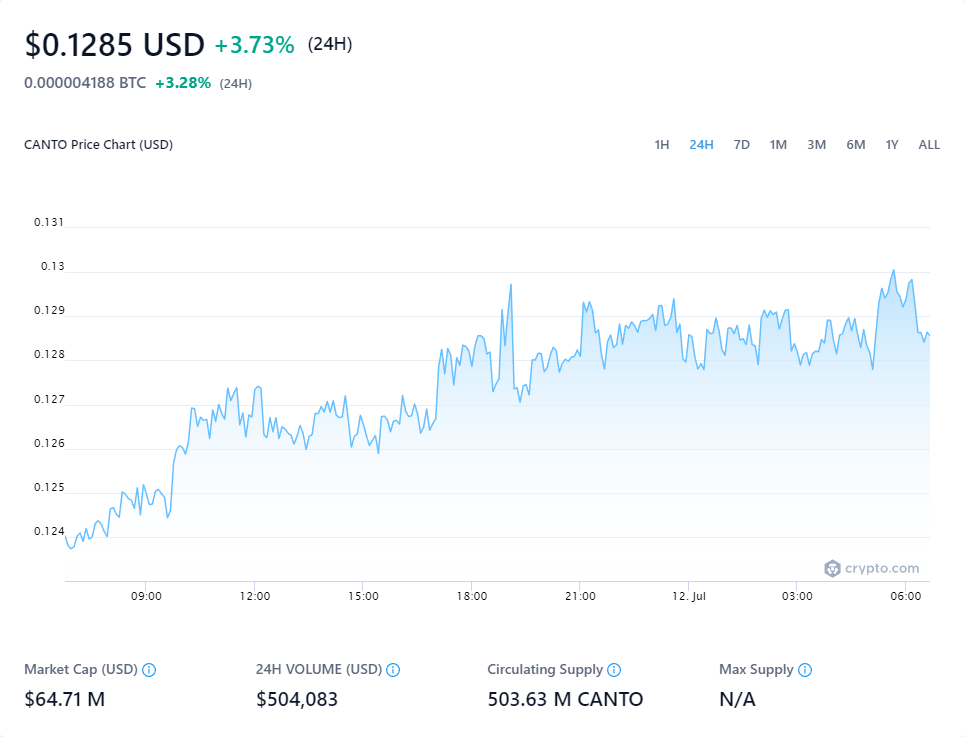 $0.1285 USD +3.73% (24H)
0.000004188 BTC +3.28% (24H)
CANTO Price Chart (USD) 1H 24H 7D 1M 3M 6M 1Y ALL
0.131
0.13
0.129
0.128
0.127
0.126
0.125
0.124
crypto.com
09:00 12:00 15:00 18:00 21:00 12. Jul 03:00 06:00
Market Cap (USD) 24H VOLUME (USD) Circulating Supply Max Supply
$64.71 M $504,083 503.63 M CANTO N/A